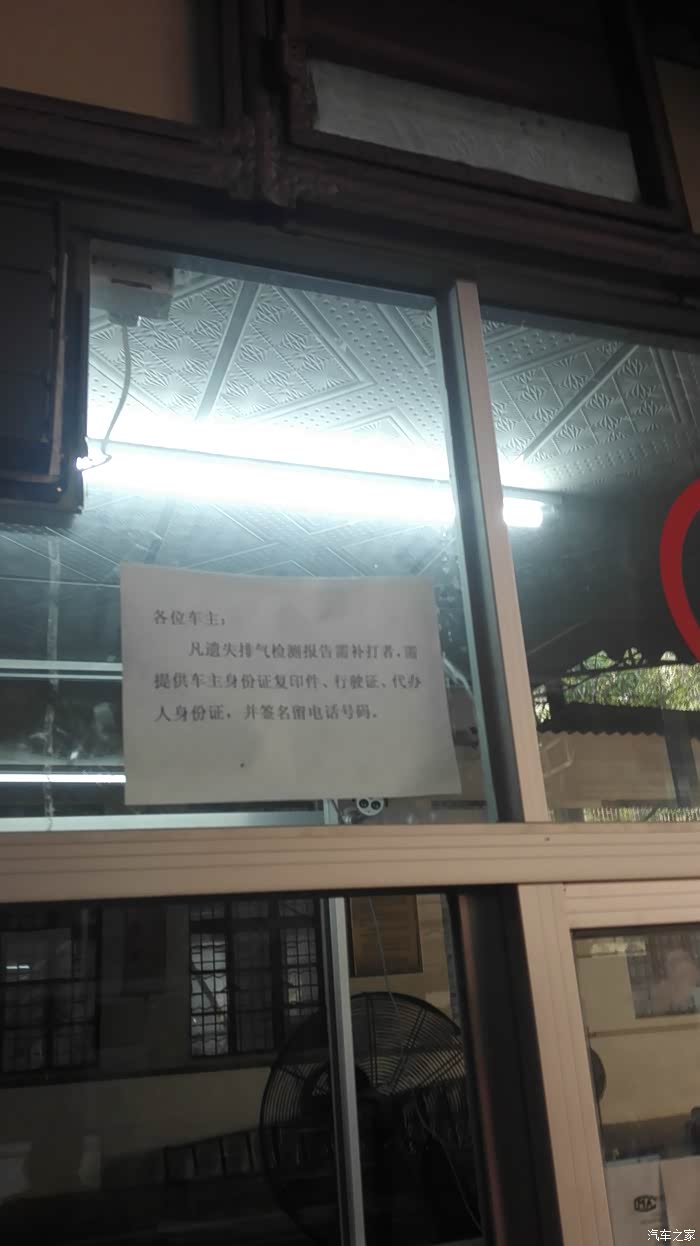 各位车主：
凡遗失排气检测报告需补打者，需
提供车主身份证复印件、行驶证、代办
人身份证，并签名留电话号码。
MA
汽车之家